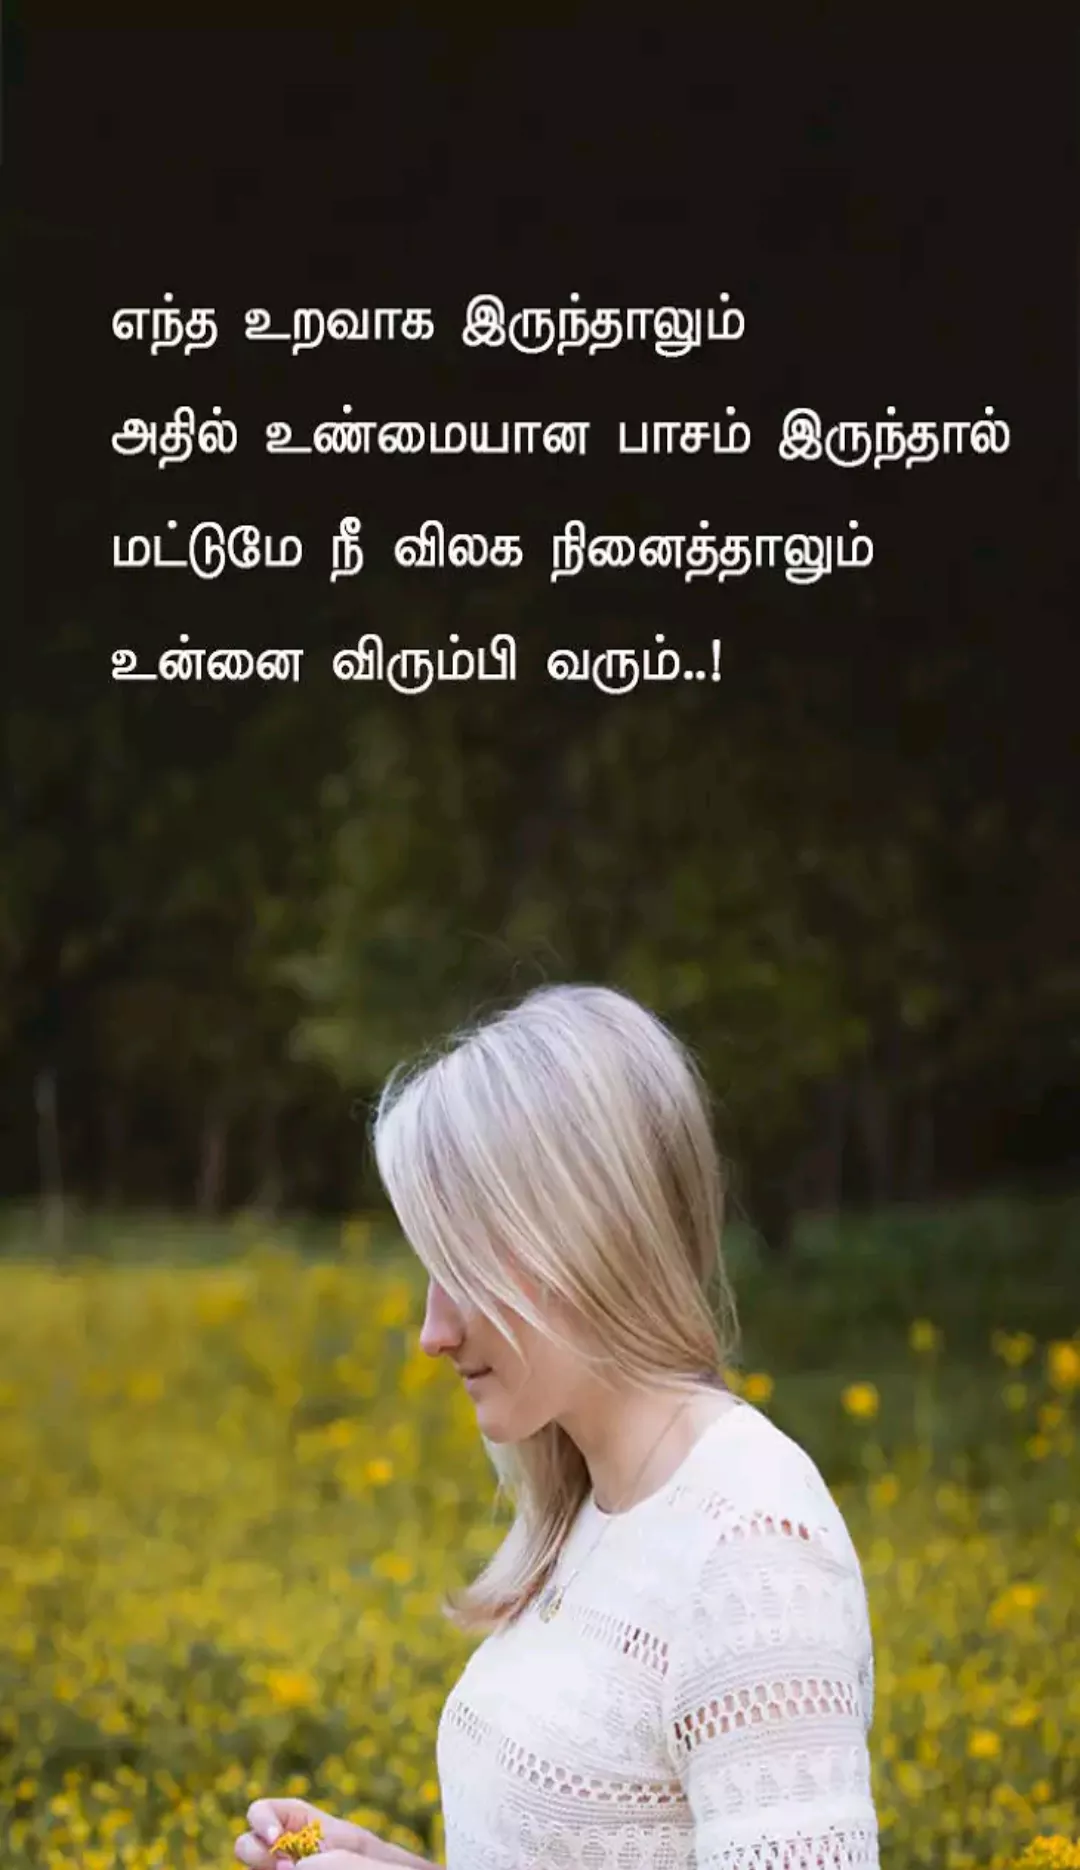 எந்த உறவாக இருந்தாலும்
அதில் உண்மையான பாசம் இருந்தால்
மட்டுமே நீ விலக நினைத்தாலும்
உன்னை விரும்பி வரும்..!